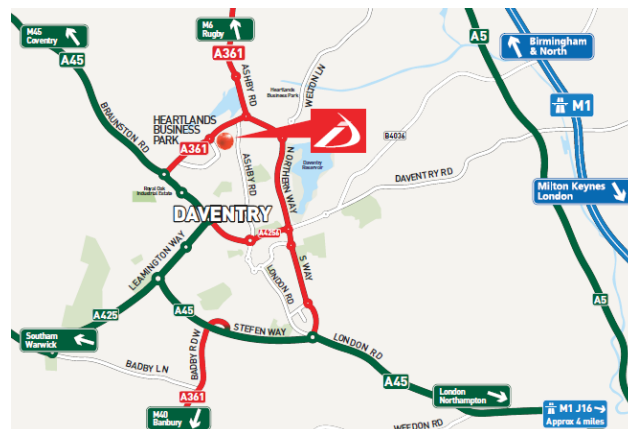 M45
Coventry
A45
M6
Rugby
A361
ASHBY RD
Heartlands
Business Park
WELTON LN
A5
Birmingham
& North
M1
BRAUNSTON RD
HEARTLANDS
BUSINESS
PARK
A361
B4036
ASHBY RD
NORTHERN WAY
Daventry
Reservoir
DAVENTRY RD
Milton Keynes
London
Royal Oak
Industrial Estate
DAVENTRY
A4256
LEAMINGTON WAY
LONDON RD
S WAY
A425
A45
STEFEN WAY
LONDON RD
A5
Southam
Warwick
BADBY LN
BADBY RD W
A361
M40
Banbury
A45
London
Northampton
WEEDON RD
M1 J16
Approx 4 miles